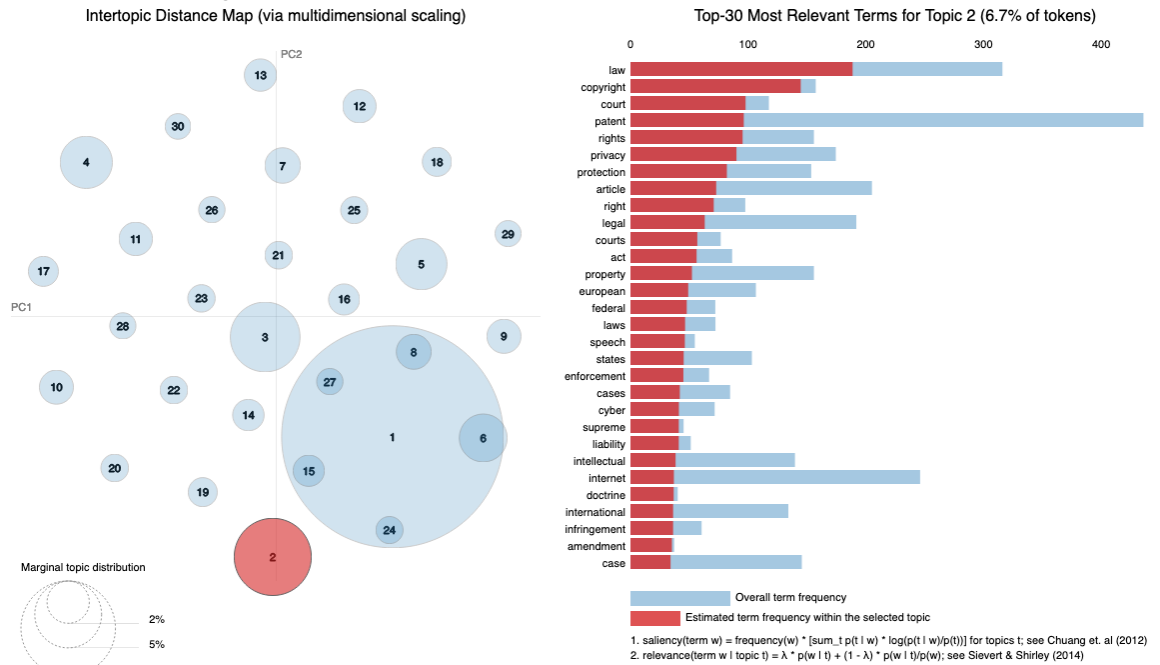 Intertopic Distance Map (via multidimensional scaling)
PC2
13
12
30
4
7
18
26
25
29
11
21
5
17
23
16
PC1
28
3
9
8
27
10
22
14
1
6
15
20
19
24
2
Marginal topic distribution
2%
5%
Top-30 Most Relevant Terms for Topic 2 (6.7% of tokens)
0 100 200 300 400
law
copyright
court
patent
rights
privacy
protection
article
right
legal
courts
act
property
european
federal
laws
speech
states
enforcement
cases
cyber
supreme
liability
intellectual
internet
doctrine
international
infringement
amendment
case
Overall term frequency
Estimated term frequency within the selected topic
1. saliency(term w) = frequency(w) * [sum_t p(t | w) * log(p(t | w)/p(t))] for topics t; see Chuang et. al (2012)
2. relevance(term w | topic t) = λ * p(w | t) + (1 - λ) * p(w | t)/p(w); see Sievert & Shirley (2014)